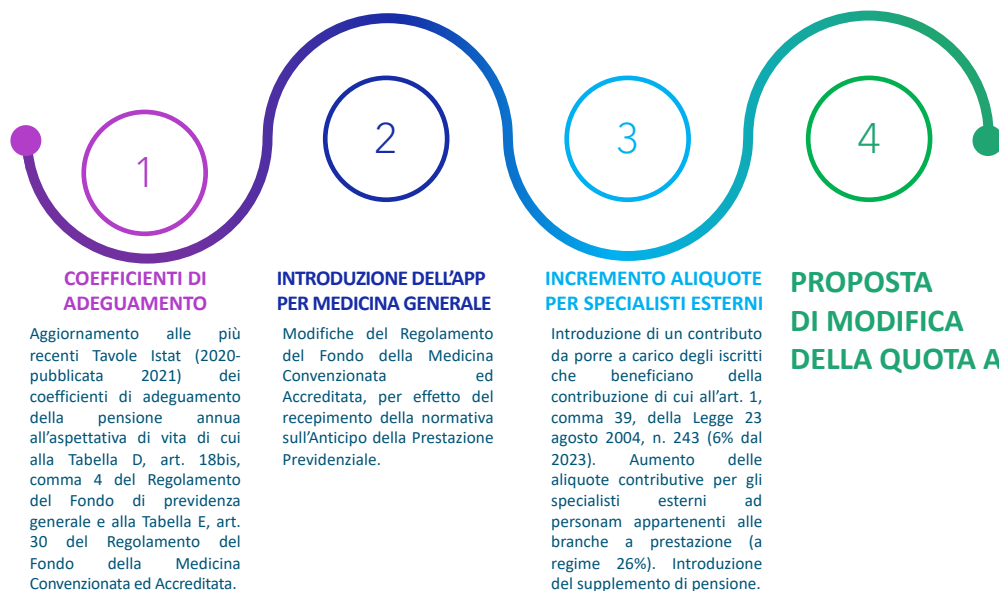 1
COEFFICIENTI DI
ADEGUAMENTO
Aggiornamento alle più
recenti Tavole Istat (2020-
pubblicata 2021) dei
coefficienti di adeguamento
della pensione annua
all'aspettativa di vita di cui
alla Tabella D, art. 18bis,
comma 4 del Regolamento
del Fondo di previdenza
generale e alla Tabella E, art.
30 del Regolamento del
Fondo della Medicina
Convenzionata ed Accreditata.
2
INTRODUZIONE DELL'APP
PER MEDICINA GENERALE
Modifiche del Regolamento
del Fondo della Medicina
Convenzionata ed
Accreditata, per effetto del
recepimento della normativa
sull'Anticipo della Prestazione
Previdenziale.
3
INCREMENTO ALIQUOTE
PER SPECIALISTI ESTERNI
Introduzione di un contributo
da porre a carico degli iscritti
che beneficiano della
contribuzione di cui all'art. 1,
comma 39, della Legge 23
agosto 2004, n. 243 (6% dal
2023). Aumento delle
aliquote contributive per gli
specialisti esterni ad
personam appartenenti alle
branche a prestazione (a
regime 26%). Introduzione
del supplemento di pensione.
4
PROPOSTA
DI MODIFICA
DELLA QUOTA A